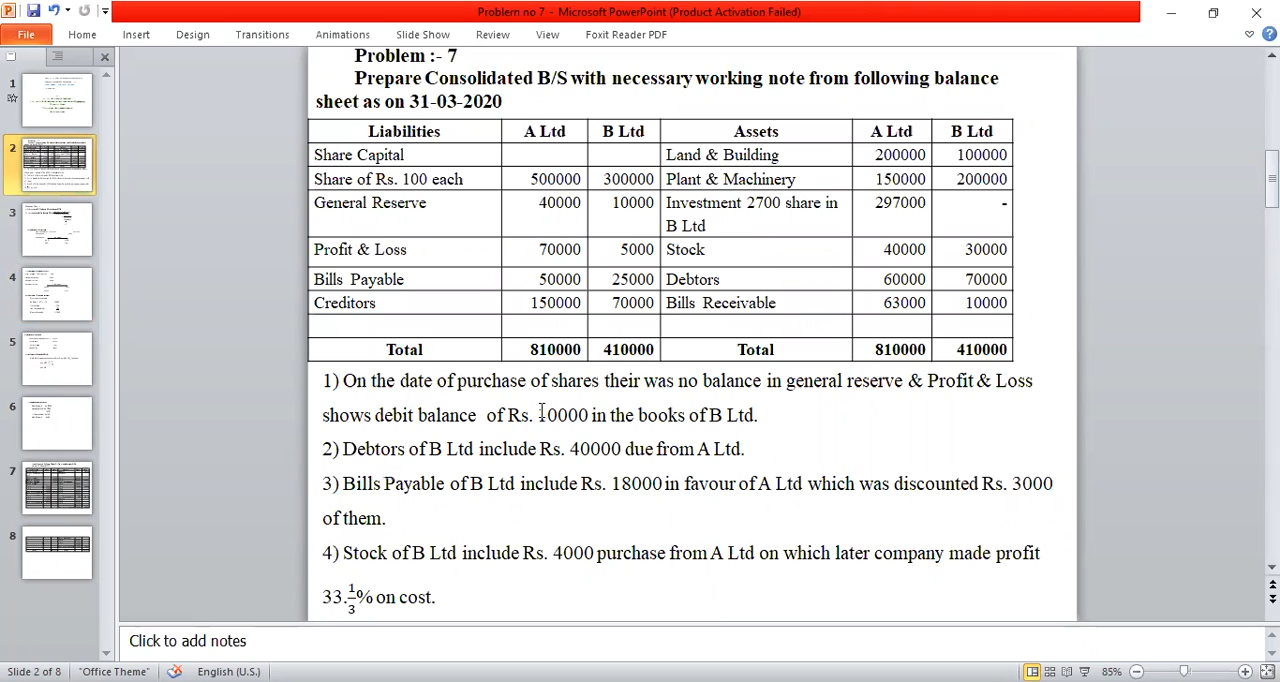 Problem no 7 - Microsoft PowerPoint (Product Activation Failed)
File Home Insert Design Transitions Animations Slide Show Review View Foxit Reader PDF
Problem :- 7
Prepare Consolidated B/S with necessary working note from following balance
sheet as on 31-03-2020
Liabilities A Ltd B Ltd Assets A Ltd B Ltd
Share Capital Land & Building 200000 100000
Share of Rs. 100 each 500000 300000 Plant & Machinery 150000 200000
General Reserve 40000 10000 Investment 2700 share in 297000 -
B Ltd
Profit & Loss 70000 5000 Stock 40000 30000
Bills Payable 50000 25000 Debtors 60000 70000
Creditors 150000 70000 Bills Receivable 63000 10000
Total 810000 410000 Total 810000 410000
1) On the date of purchase of shares their was no balance in general reserve & Profit & Loss
shows debit balance of Rs. 10000 in the books of B Ltd.
2) Debtors of B Ltd include Rs. 40000 due from A Ltd.
3) Bills Payable of B Ltd include Rs. 18000 in favour of A Ltd which was discounted Rs. 3000
of them.
4) Stock of B Ltd include Rs. 4000 purchase from A Ltd on which later company made profit
33.1/3% on cost.
1
2
3
4
5
6
7
8
Click to add notes
Slide 2 of 8 "Office Theme" English (U.S.) 85%